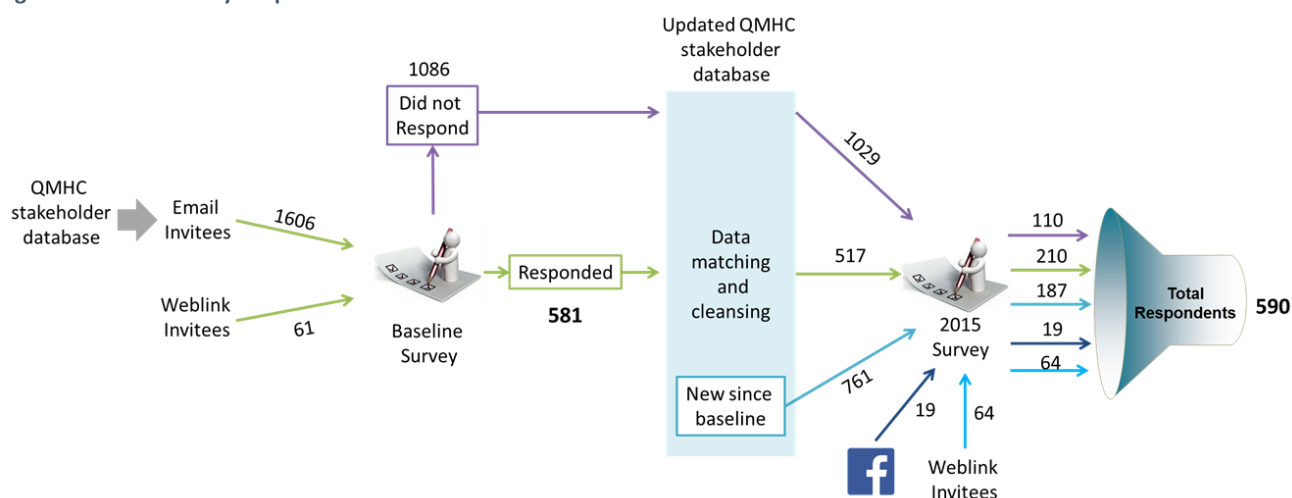 Updated QMHC
stakeholder
database
1086
Did not
Respond
1029
QMHC
stakeholder
database
Email
Invitees
1606
Weblink
Invitees
61
Baseline
Survey
Responded
581
Data
matching
and
cleansing
517
New since
baseline
761
2015
Survey
19
64
f
Weblink
Invitees
110
210
187
19
64
Total
Respondents
590